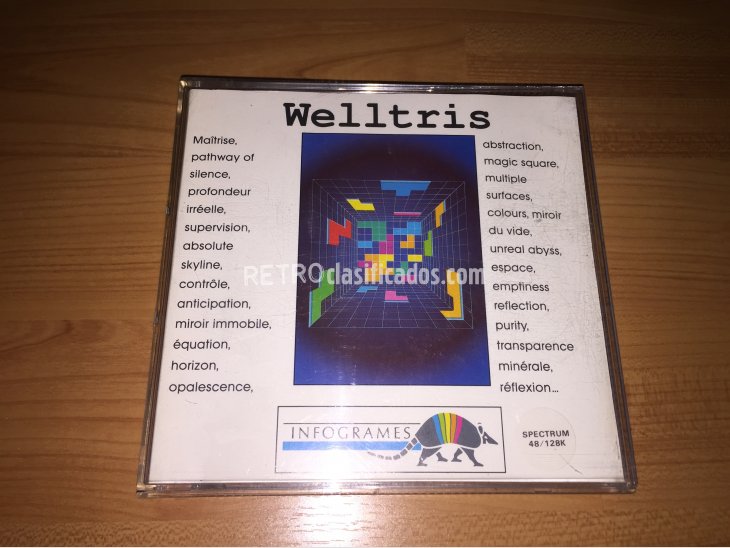 Welltris
Maîtrise,
pathway of
silence,
profondeur
irréelle,
supervision,
absolute
skyline,
contrôle,
anticipation,
miroir immobile,
équation,
horizon,
opalescence,
abstraction,
magic square,
multiple
surfaces,
colours, miroir
du vide,
unreal abyss,
espace,
emptiness
reflection,
purity,
transparence
minérale,
réflexion...
RETROclasificados.com
INFOGRAMES
SPECTRUM
48/128K